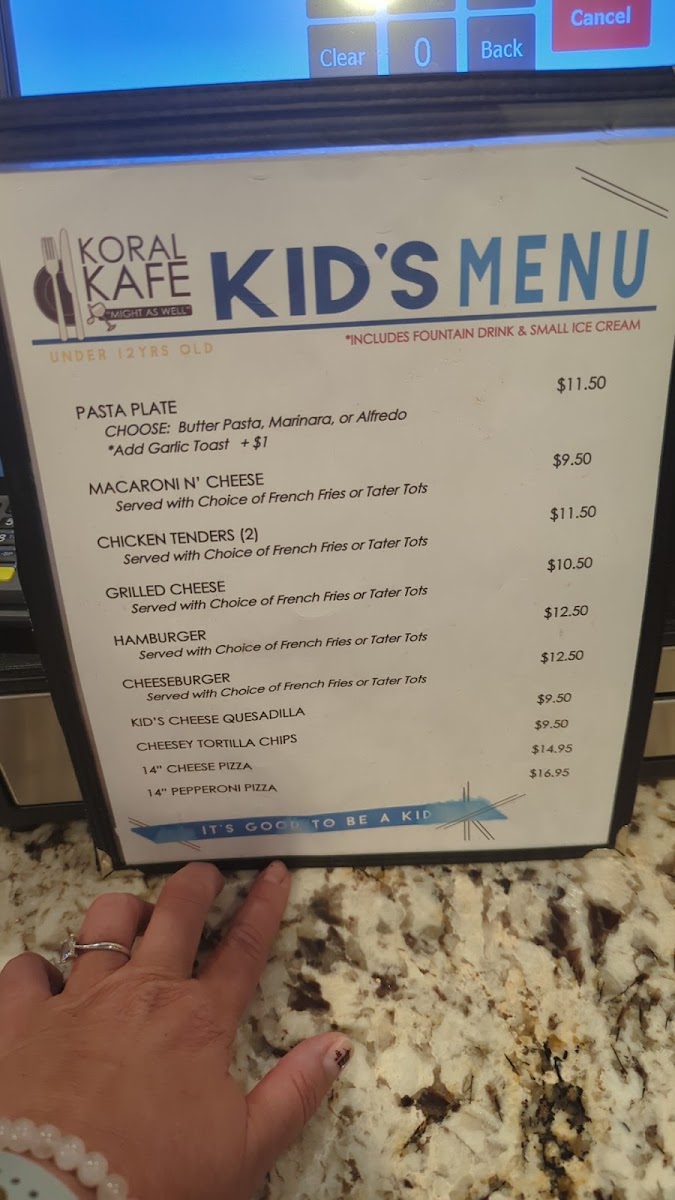 Clear 0 Back Cancel
KORAL
KAFE
"MIGHT AS WELL"
KID'S MENU
UNDER 12YRS OLD
*INCLUDES FOUNTAIN DRINK & SMALL ICE CREAM
PASTA PLATE $11.50
CHOOSE: Butter Pasta, Marinara, or Alfredo
*Add Garlic Toast + $1
MACARONI N' CHEESE $9.50
Served with Choice of French Fries or Tater Tots
CHICKEN TENDERS (2) $11.50
Served with Choice of French Fries or Tater Tots
GRILLED CHEESE $10.50
Served with Choice of French Fries or Tater Tots
HAMBURGER $12.50
Served with Choice of French Fries or Tater Tots
CHEESEBURGER $12.50
Served with Choice of French Fries or Tater Tots
KID'S CHEESE QUESADILLA $9.50
CHEESEY TORTILLA CHIPS $9.50
14" CHEESE PIZZA $14.95
14" PEPPERONI PIZZA $16.95
IT'S GOOD TO BE A KID